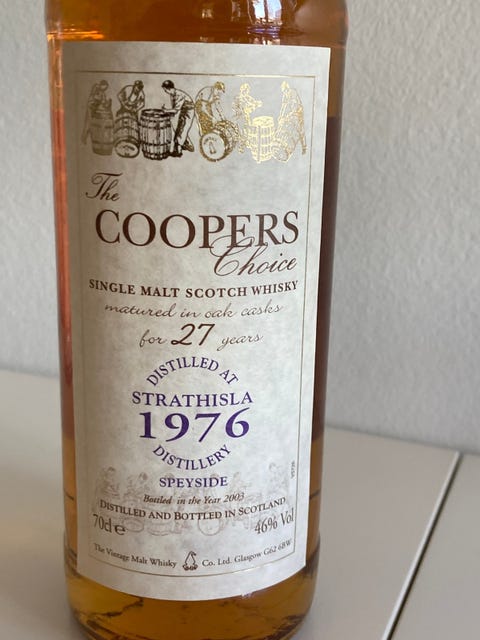 The
COOPERS
Choice
SINGLE MALT SCOTCH WHISKY
matured in oak casks
for 27 years
DISTILLED AT
STRATHISLA
1976
DISTILLERY
SPEYSIDE
Bottled in the Year 2003
DISTILLED AND BOTTLED IN SCOTLAND
70cl e 46% Vol
The Vintage Malt Whisky Co. Ltd. Glasgow G62 6BW